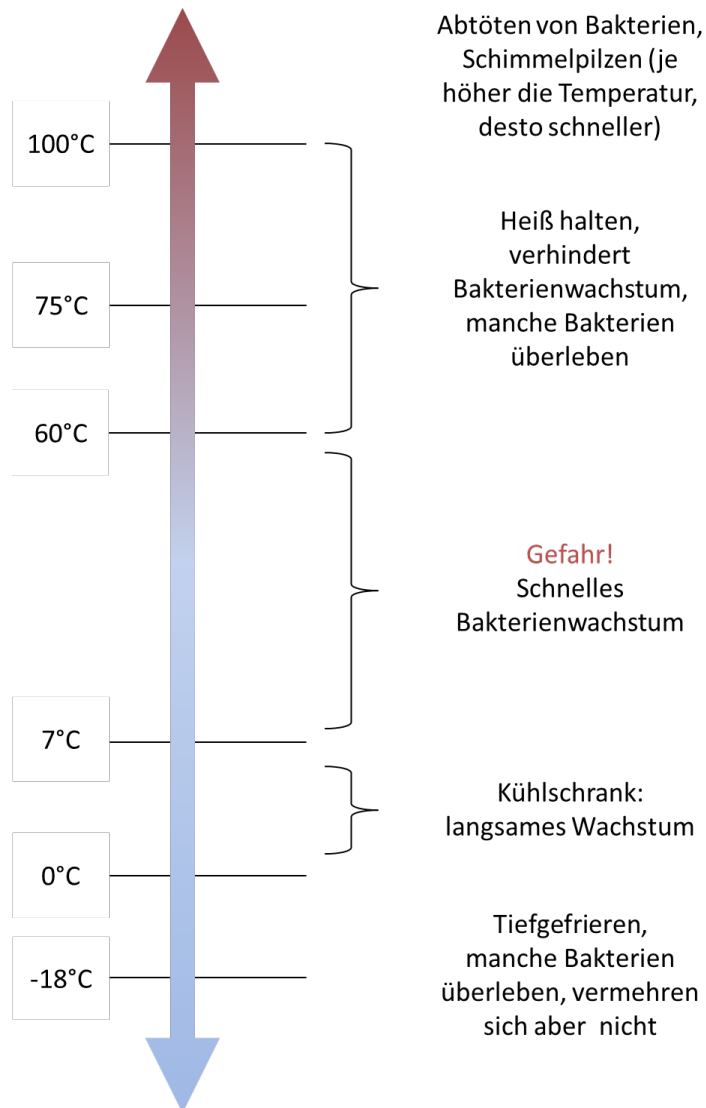 Abtöten von Bakterien,
Schimmelpilzen (je
höher die Temperatur,
desto schneller)
100°C
Heiß halten,
verhindert
Bakterienwachstum,
manche Bakterien
überleben
75°C
60°C
Gefahr!
Schnelles
Bakterienwachstum
7°C
Kühlschrank:
langsames Wachstum
0°C
Tiefgefrieren,
manche Bakterien
überleben, vermehren
sich aber nicht
-18°C